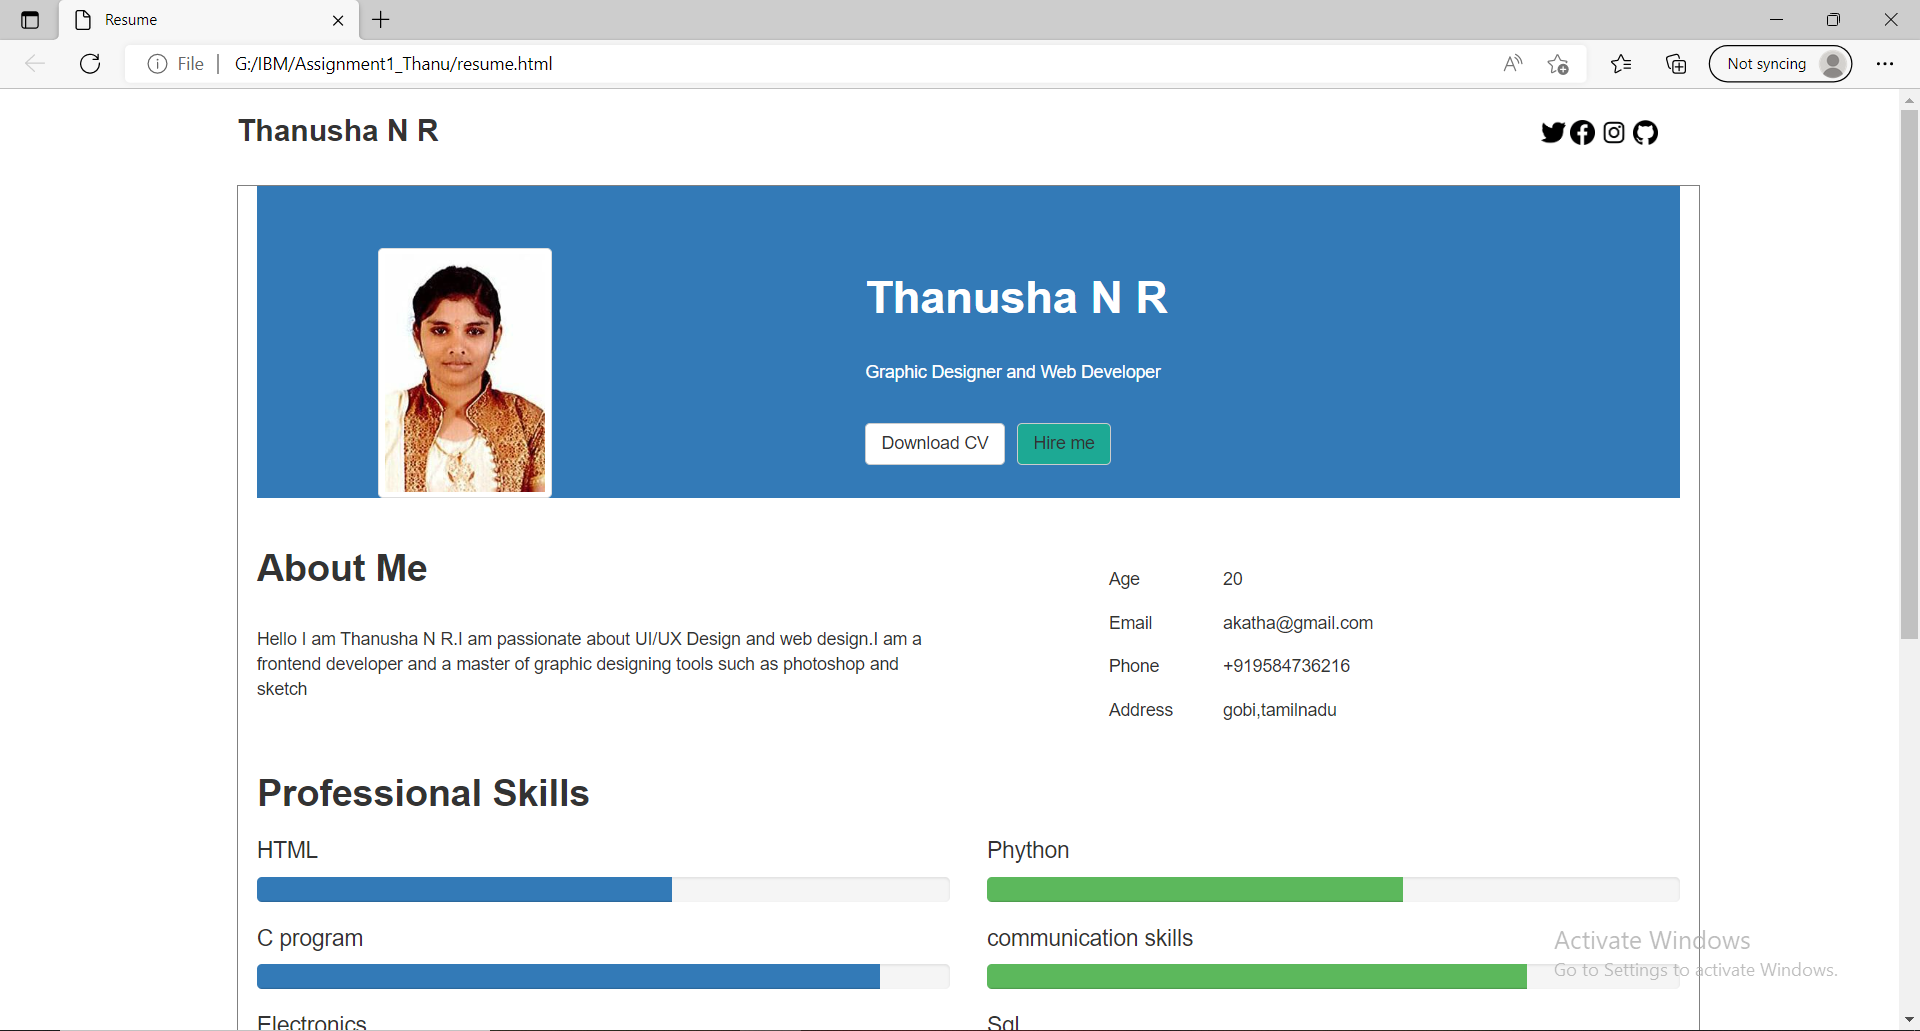 Resume
File
G:/IBM/Assignment1_Thanu/resume.html
Not syncing
Thanusha N R
Thanusha N R
Graphic Designer and Web Developer
Download CV
Hire me
About Me
Hello I am Thanusha N R.I am passionate about UI/UX Design and web design.I am a
frontend developer and a master of graphic designing tools such as photoshop and
sketch
Age 20
Email akatha@gmail.com
Phone +919584736216
Address gobi,tamilnadu
Professional Skills
HTML
Phython
C program
communication skills
Activate Windows
Go to Settings to activate Windows.
Electronics
Sql